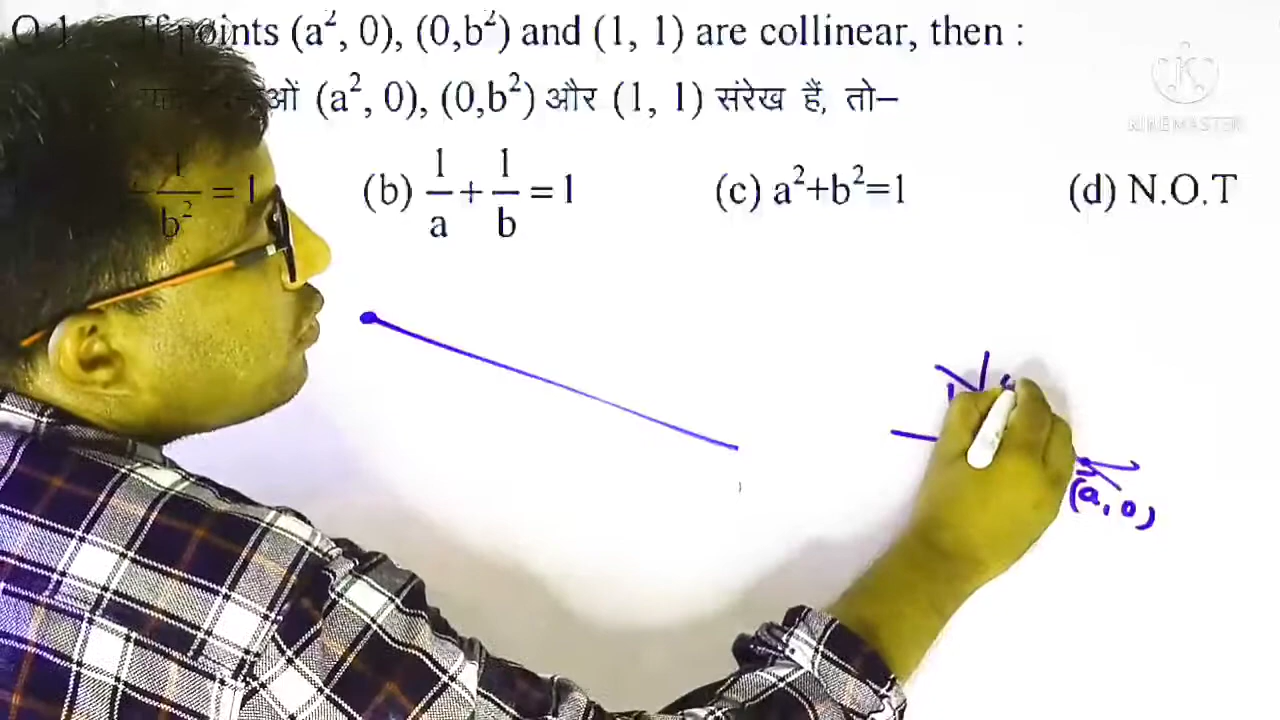 points (a², 0), (0,b²) and (1, 1) are collinear, then :
(a², 0), (0,b²) और (1, 1) संरेख हैं, तो–
1/b² = 1 (b) 1/a + 1/b = 1 (c) a²+b²=1 (d) N.O.T
(a, 0)
KINEMASTER